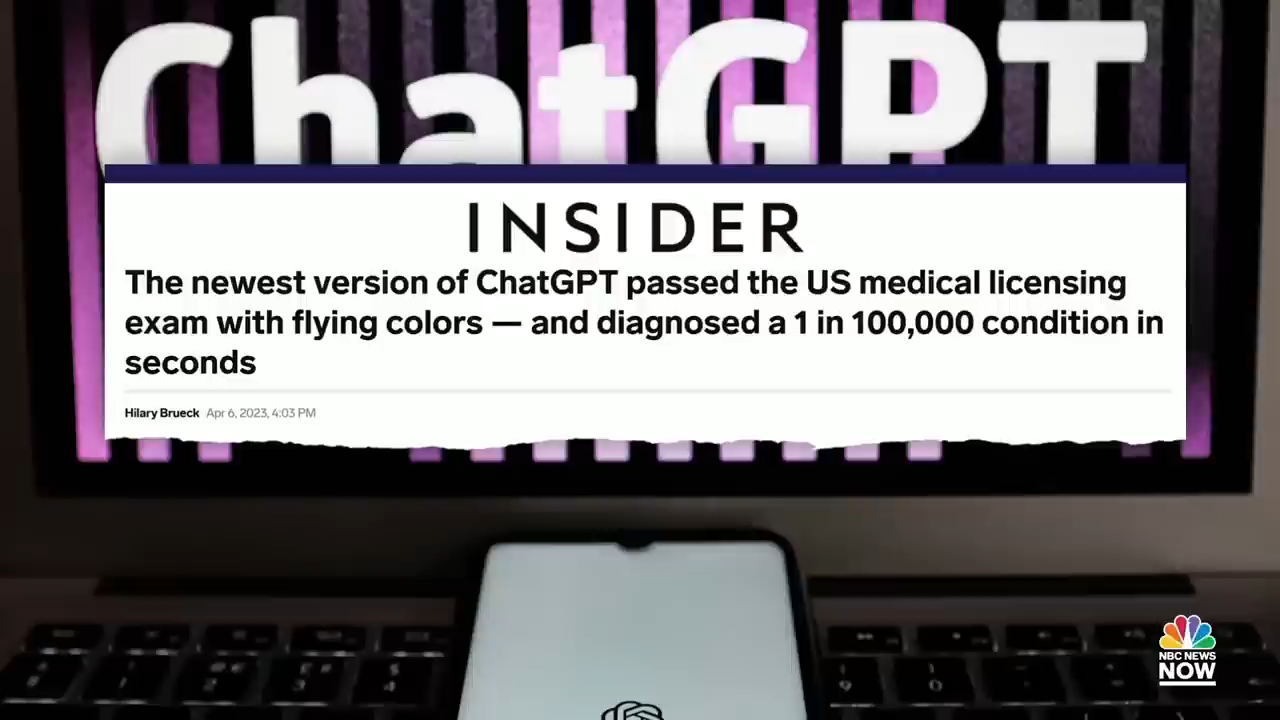 ChatGPT
INSIDER
The newest version of ChatGPT passed the US medical licensing
exam with flying colors — and diagnosed a 1 in 100,000 condition in
seconds
Hilary Brueck Apr 6, 2023, 4:03 PM
NBC NEWS
NOW